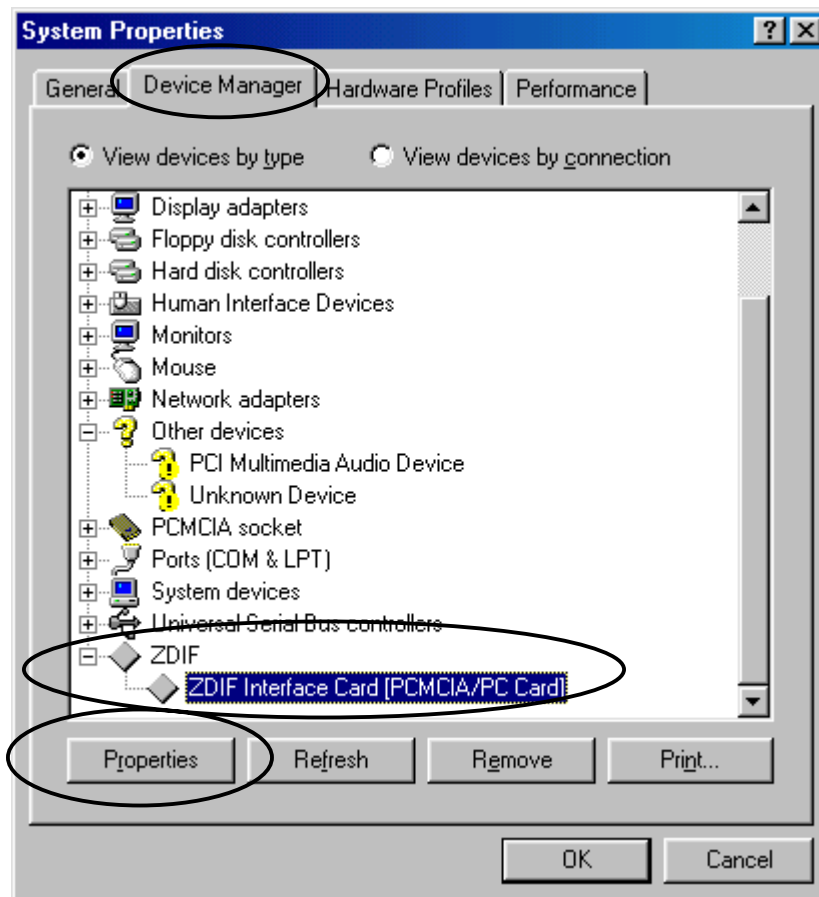 System Properties
General Device Manager Hardware Profiles Performance
View devices by type View devices by connection
Display adapters
Floppy disk controllers
Hard disk controllers
Human Interface Devices
Monitors
Mouse
Network adapters
Other devices
PCI Multimedia Audio Device
Unknown Device
PCMCIA socket
Ports (COM & LPT)
System devices
Universal Serial Bus controllers
ZDIF
ZDIF Interface Card [PCMCIA/PC Card]
Properties Refresh Remove Print...
OK Cancel